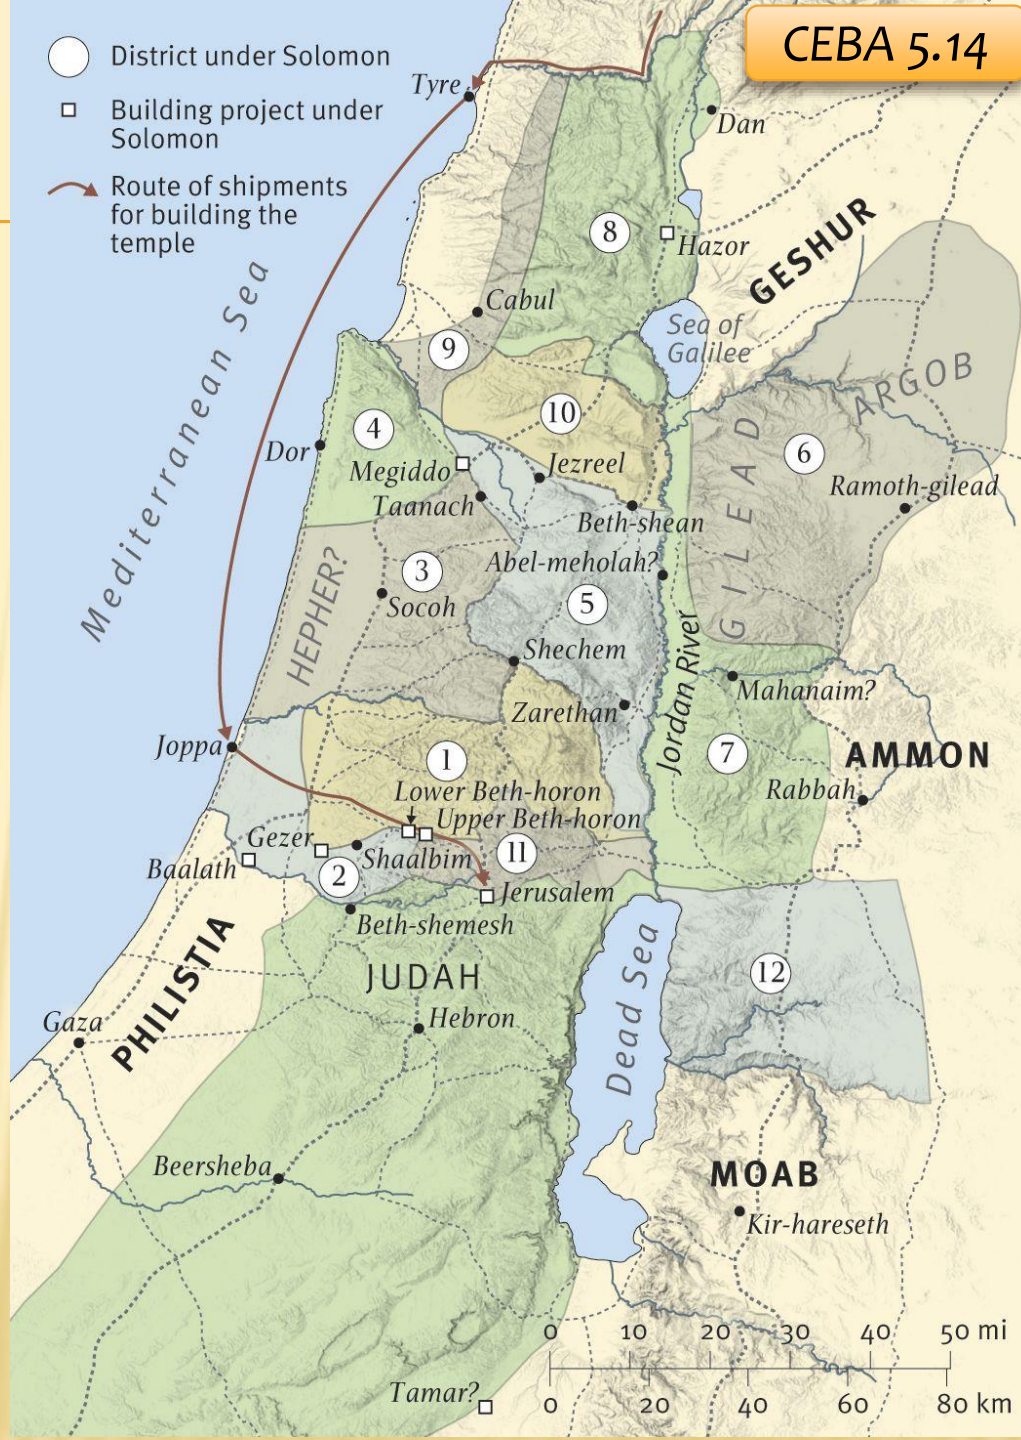 CEBA 5.14
District under Solomon
Building project under
Solomon
Route of shipments
for building the
temple
Tyre
Dan
8
Hazor
GESHUR
Cabul
Sea of
Galilee
9
Mediterranean Sea
ARGOB
10
4
6
Dor
Megiddo
Jezreel
GILEAD
Ramoth-gilead
Taanach
Beth-shean
HEPHER?
3
Abel-meholah?
5
Socoh
Shechem
Jordan River
Mahanaim?
Zarethan
Joppa
1
7
AMMON
Rabbah
Lower Beth-horon
Upper Beth-horon
Gezer
Shaalbim
11
Baalath
2
Jerusalem
Beth-shemesh
PHILISTIA
JUDAH
Dead Sea
12
Gaza
Hebron
Beersheba
MOAB
Kir-hareseth
0 10 20 30 40 50 mi
Tamar?
0 20 40 60 80 km